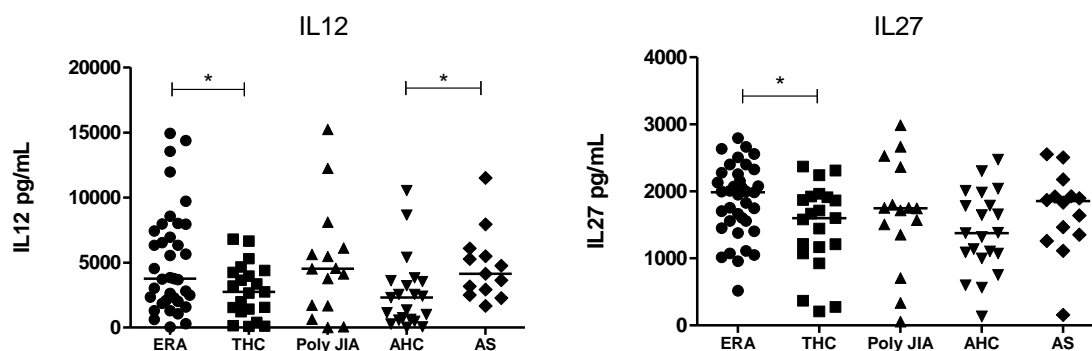 IL12
20000
15000
10000
5000
0
IL12 pg/mL
*
*
ERA THC Poly JIA AHC AS
IL27
4000
3000
2000
1000
0
IL27 pg/mL
*
ERA THC Poly JIA AHC AS